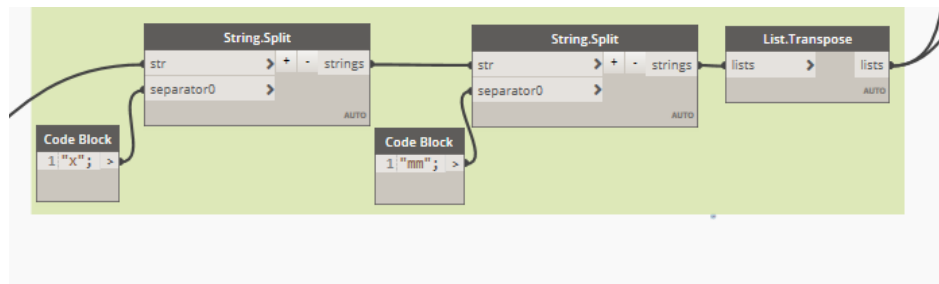 String.Split
str > + - strings
separator0 >
AUTO
Code Block
1 "x"; >
String.Split
str > + - strings
separator0 >
AUTO
Code Block
1 "mm"; >
List.Transpose
lists > lists
AUTO